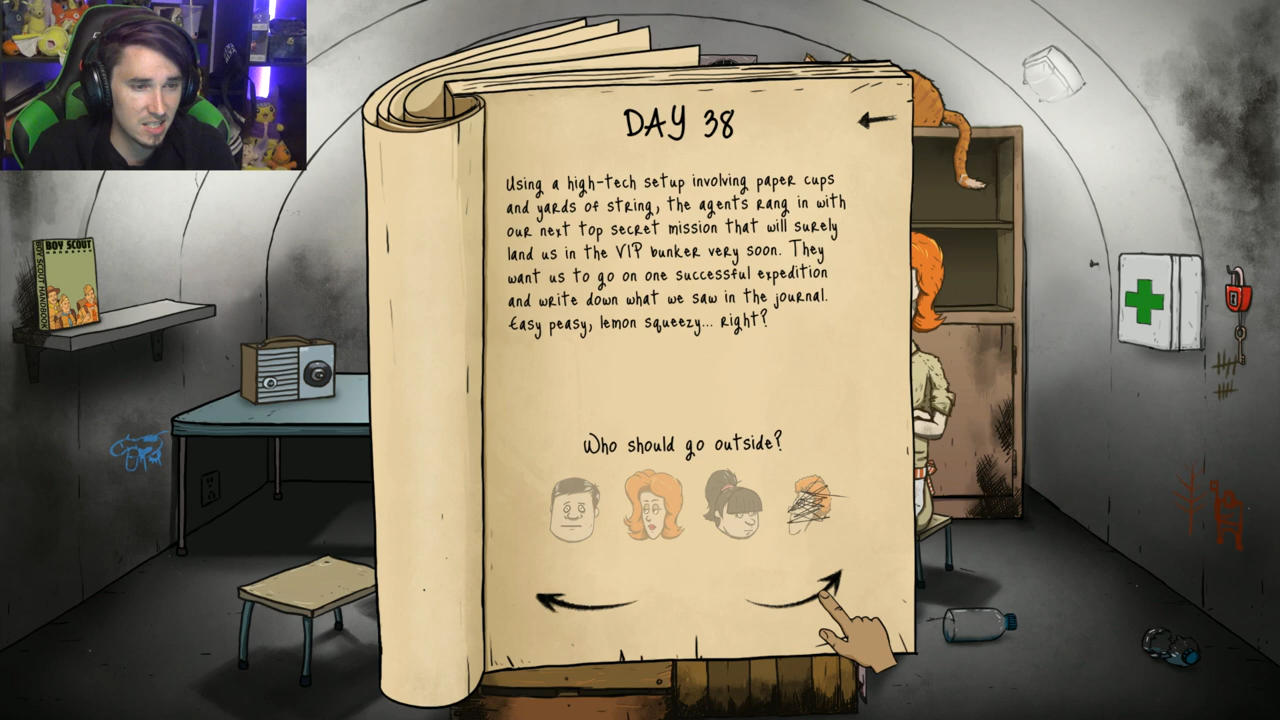 DAY 38
Using a high-tech setup involving paper cups
and yards of string, the agents rang in with
our next top secret mission that will surely
land us in the VIP bunker very soon. They
want us to go on one successful expedition
and write down what we saw in the journal.
Easy peasy, lemon squeezy... right?
Who should go outside?
BOY SCOUT
BOY SCOUT HANDBOOK